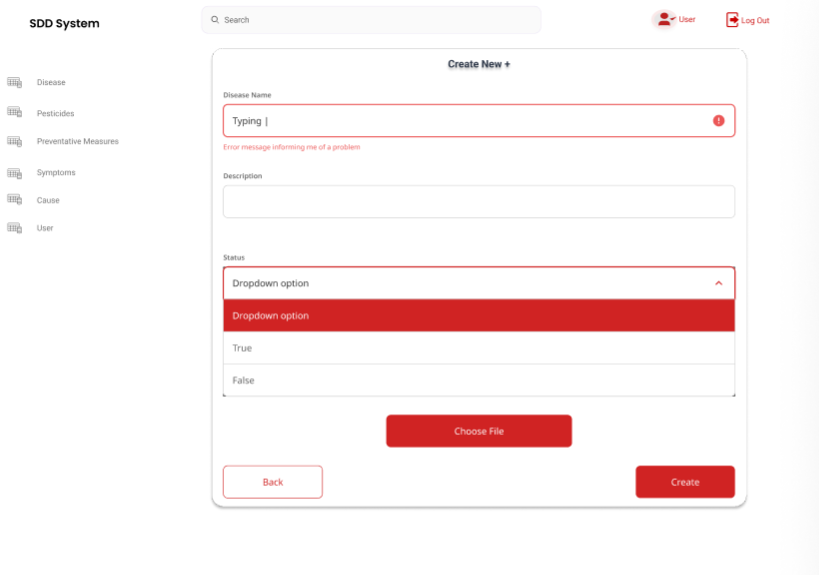 SDD System
Search
User
Log Out
Disease
Pesticides
Preventative Measures
Symptoms
Cause
User
Create New +
Disease Name
Typing |
Error message informing me of a problem
Description
Status
Dropdown option
Dropdown option
True
False
Choose File
Back
Create